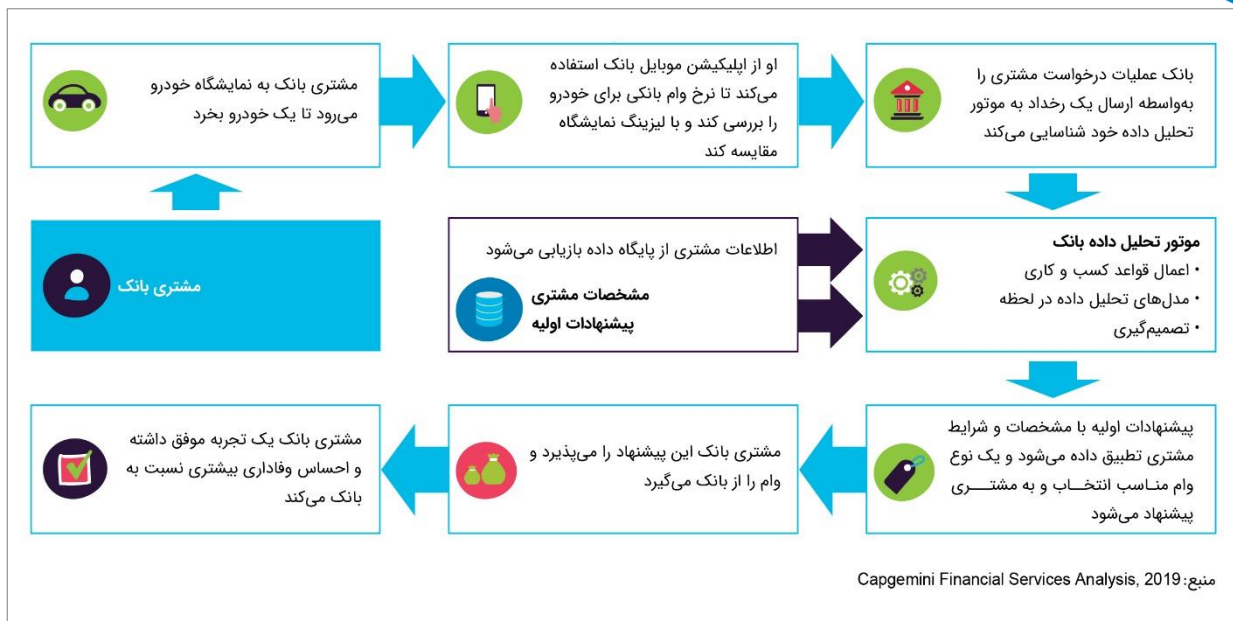 مشتری بانک به نمایشگاه خودرو
می‌رود تا یک خودرو بخرد
او از اپلیکیشن موبایل بانک استفاده
می‌کند تا نرخ وام بانکی برای خودرو
را بررسی کند و با لیزینگ نمایشگاه
مقایسه کند
بانک عملیات درخواست مشتری را
به‌واسطه ارسال یک رخداد به موتور
تحلیل داده خود شناسایی می‌کند
مشتری بانک
اطلاعات مشتری از پایگاه داده بازیابی می‌شود
مشخصات مشتری
پیشنهادات اولیه
موتور تحلیل داده بانک
• اعمال قواعد کسب و کاری
• مدل‌های تحلیل داده در لحظه
• تصمیم‌گیری
پیشنهادات اولیه با مشخصات و شرایط
مشتری تطبیق داده می‌شود و یک نوع
وام مناسب انتخــاب و به مشتـــری
پیشنهاد می‌شود
مشتری بانک این پیشنهاد را می‌پذیرد و
وام را از بانک می‌گیرد
مشتری بانک یک تجربه موفق داشته
و احساس وفاداری بیشتری نسبت به
بانک می‌کند
منبع: Capgemini Financial Services Analysis, 2019